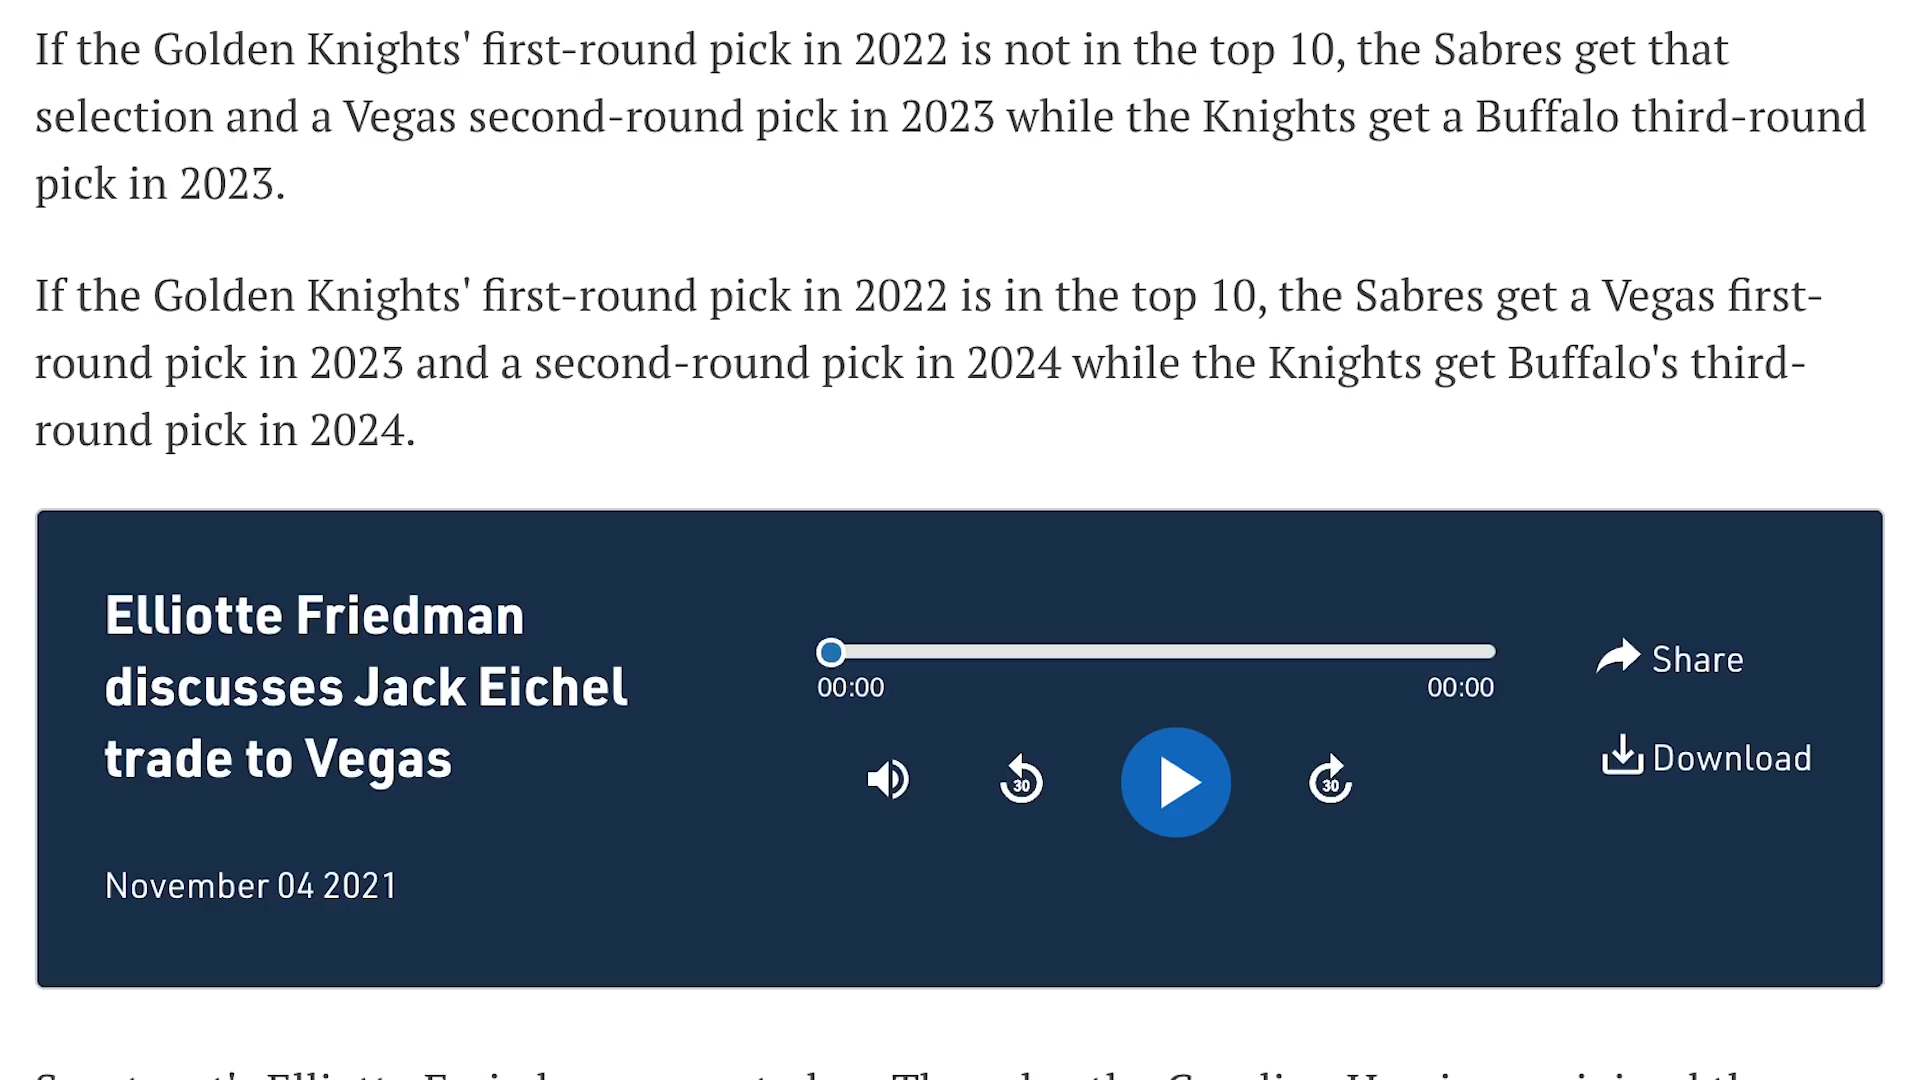 If the Golden Knights' first-round pick in 2022 is not in the top 10, the Sabres get that
selection and a Vegas second-round pick in 2023 while the Knights get a Buffalo third-round
pick in 2023.
If the Golden Knights' first-round pick in 2022 is in the top 10, the Sabres get a Vegas first-
round pick in 2023 and a second-round pick in 2024 while the Knights get Buffalo's third-
round pick in 2024.
Elliotte Friedman
discusses Jack Eichel
trade to Vegas
November 04 2021
00:00
00:00
30
30
Share
Download